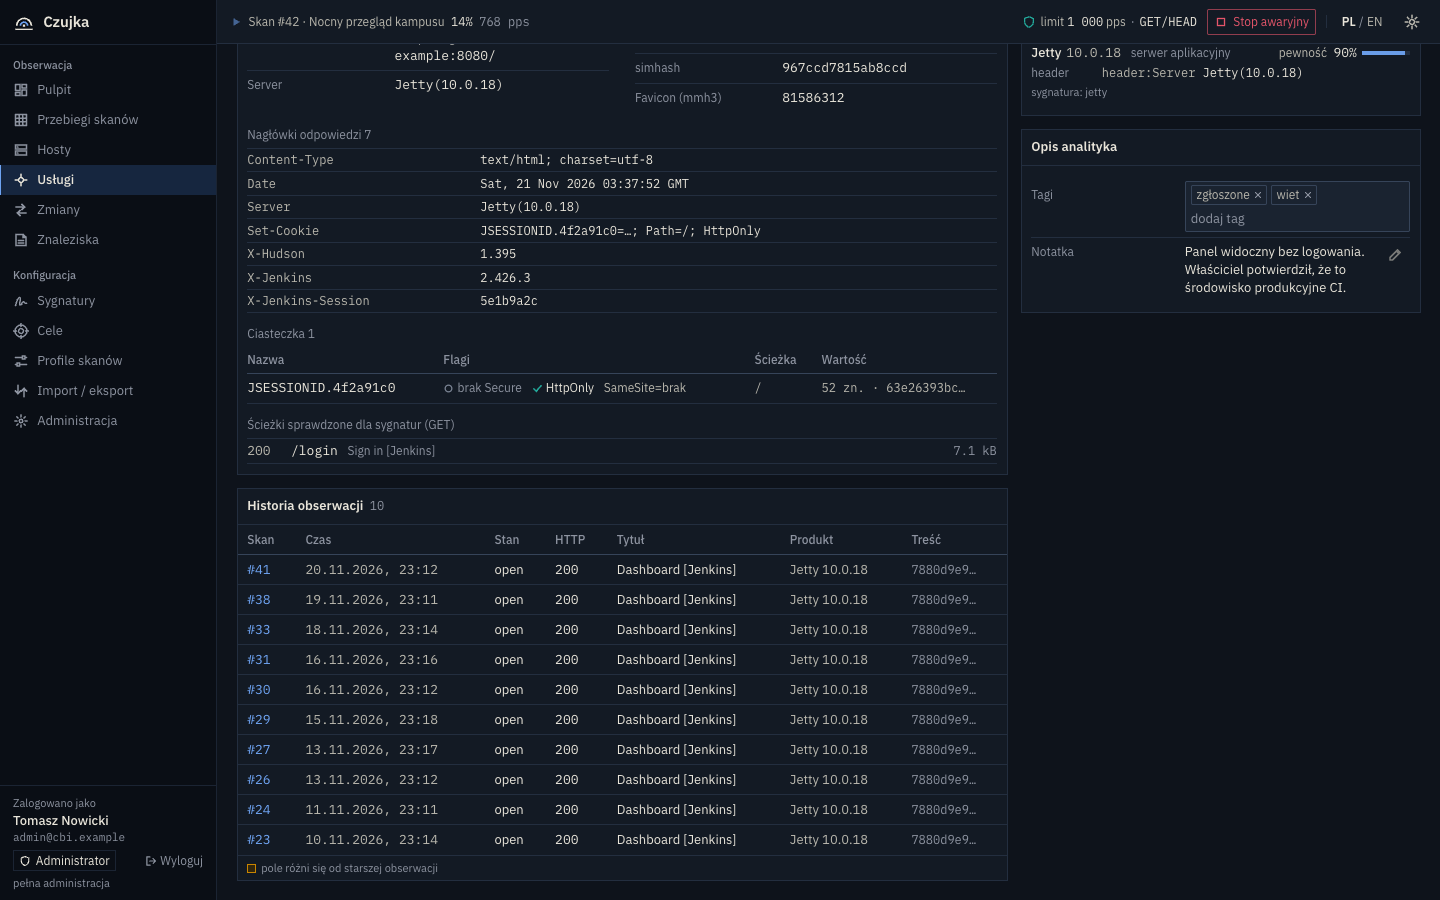 Czujka
Skan #42 · Nocny przegląd kampusu 14% 768 pps
limit 1 000 pps · GET/HEAD
Stop awaryjny
PL / EN
Obserwacja
Pulpit
Przebiegi skanów
Hosty
Usługi
Zmiany
Znaleziska
Konfiguracja
Sygnatury
Cele
Profile skanów
Import / eksport
Administracja
Zalogowano jako
Tomasz Nowicki
admin@cbi.example
Administrator
Wyloguj
pełna administracja
example:8080/
Server Jetty(10.0.18)
simhash 967ccd7815ab8ccd
Favicon (mmh3) 81586312
Nagłówki odpowiedzi 7
Content-Type text/html; charset=utf-8
Date Sat, 21 Nov 2026 03:37:52 GMT
Server Jetty(10.0.18)
Set-Cookie JSESSIONID.4f2a91c0=…; Path=/; HttpOnly
X-Hudson 1.395
X-Jenkins 2.426.3
X-Jenkins-Session 5e1b9a2c
Ciasteczka 1
Nazwa Flagi Ścieżka Wartość
JSESSIONID.4f2a91c0 brak Secure HttpOnly SameSite=brak / 52 zn. · 63e26393bc…
Ścieżki sprawdzone dla sygnatur (GET)
200 /login Sign in [Jenkins] 7.1 kB
Historia obserwacji 10
Skan Czas Stan HTTP Tytuł Produkt Treść
#41 20.11.2026, 23:12 open 200 Dashboard [Jenkins] Jetty 10.0.18 7880d9e9…
#38 19.11.2026, 23:11 open 200 Dashboard [Jenkins] Jetty 10.0.18 7880d9e9…
#33 18.11.2026, 23:14 open 200 Dashboard [Jenkins] Jetty 10.0.18 7880d9e9…
#31 16.11.2026, 23:16 open 200 Dashboard [Jenkins] Jetty 10.0.18 7880d9e9…
#30 16.11.2026, 23:12 open 200 Dashboard [Jenkins] Jetty 10.0.18 7880d9e9…
#29 15.11.2026, 23:18 open 200 Dashboard [Jenkins] Jetty 10.0.18 7880d9e9…
#27 13.11.2026, 23:17 open 200 Dashboard [Jenkins] Jetty 10.0.18 7880d9e9…
#26 13.11.2026, 23:12 open 200 Dashboard [Jenkins] Jetty 10.0.18 7880d9e9…
#24 11.11.2026, 23:11 open 200 Dashboard [Jenkins] Jetty 10.0.18 7880d9e9…
#23 10.11.2026, 23:14 open 200 Dashboard [Jenkins] Jetty 10.0.18 7880d9e9…
pole różni się od starszej obserwacji
Jetty 10.0.18 serwer aplikacyjny pewność 90%
header header:Server Jetty(10.0.18)
sygnatura: jetty
Opis analityka
Tagi zgłoszone × wiet ×
dodaj tag
Notatka Panel widoczny bez logowania.
Właściciel potwierdził, że to
środowisko produkcyjne CI.